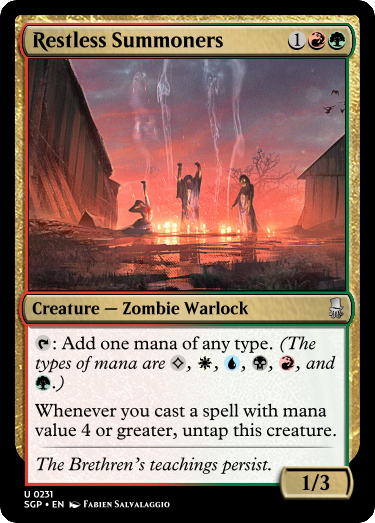 Restless Summoners 1
Creature — Zombie Warlock
: Add one mana of any type. (The
types of mana are , , , , , and
.)
Whenever you cast a spell with mana
value 4 or greater, untap this creature.
The Brethren's teachings persist.
1/3
U 0231
SGP • EN Fabien Salvalaggio